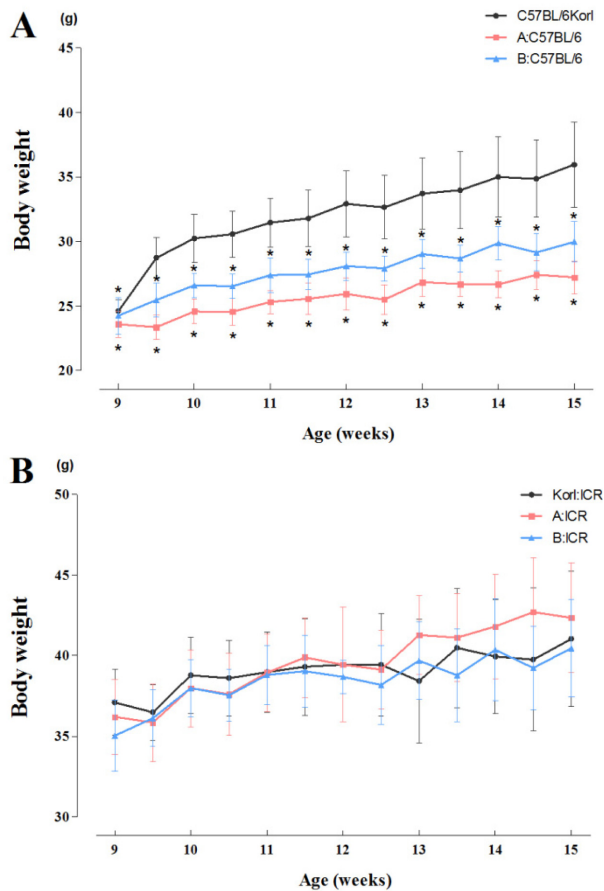 A
(g)
C57BL/6Korl
A:C57BL/6
B:C57BL/6
45
40
35
30
25
20
Body weight
* * * * * * * * * * * * *
* * * * * * * * * * * * *
9 10 11 12 13 14 15
Age (weeks)
B
(g)
Korl:ICR
A:ICR
B:ICR
50
45
40
35
30
Body weight
9 10 11 12 13 14 15
Age (weeks)